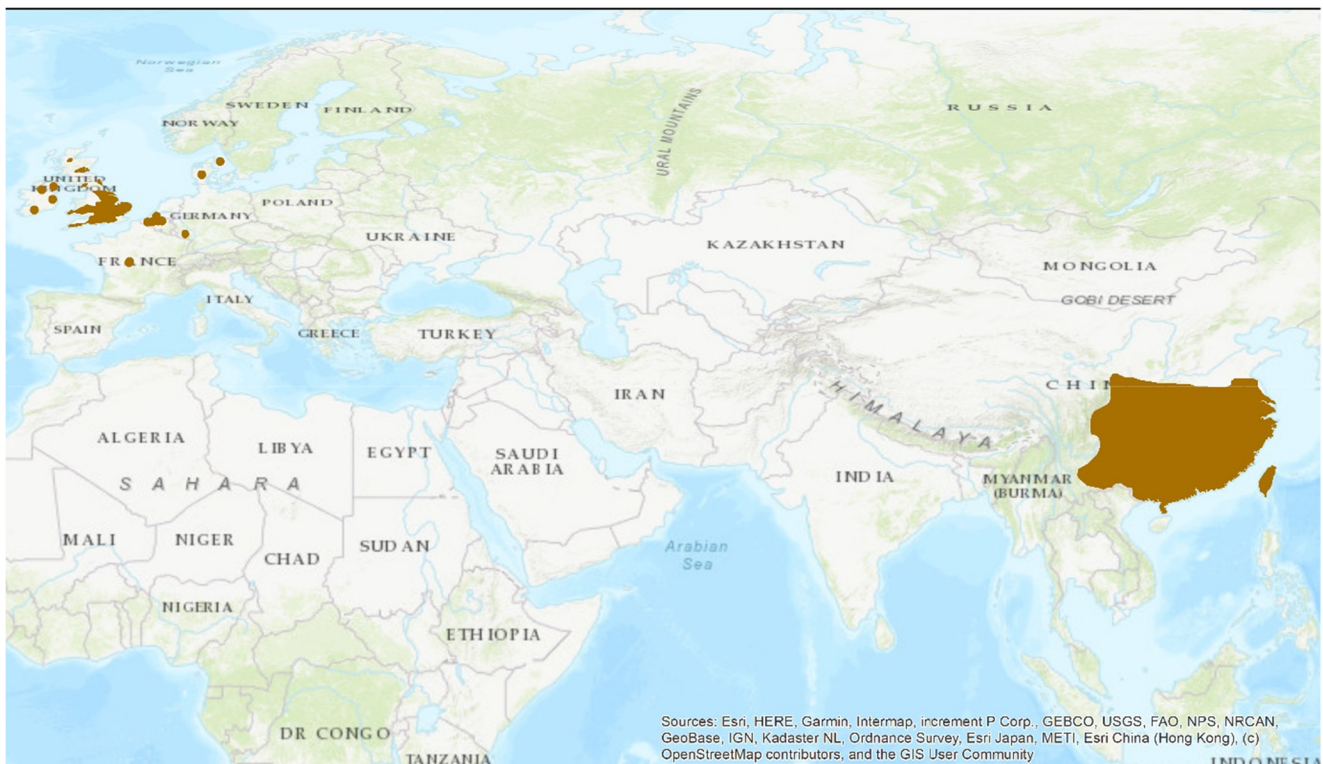 Norwegian
Sea
SWEDEN
FINLAND
NORWAY
RUSSIA
URAL MOUNTAINS
UNITED
KINGDOM
POLAND
GERMANY
UKRAINE
KAZAKHSTAN
FRANCE
MONGOLIA
ITALY
GOBI DESERT
SPAIN
GREECE
TURKEY
CHIN
IRAN
HIMALAYA
ALGERIA
LIBYA
EGYPT
SAUDI
ARABIA
INDIA
MYANMAR
(BURMA)
SAHARA
MALI
NIGER
CHAD
SUDAN
Arabian
Sea
NIGERIA
ETHIOPIA
DR CONGO
TANZANIA
INDONESIA
Sources: Esri, HERE, Garmin, Intermap, increment P Corp., GEBCO, USGS, FAO, NPS, NRCAN,
GeoBase, IGN, Kadaster NL, Ordnance Survey, Esri Japan, METI, Esri China (Hong Kong), (c)
OpenStreetMap contributors, and the GIS User Community